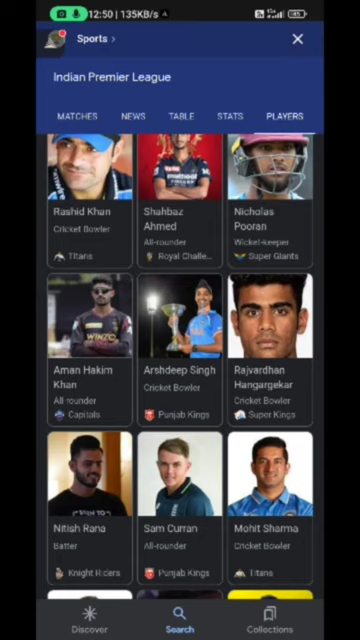 12:50 | 135KB/s
Sports >
Indian Premier League
MATCHES NEWS TABLE STATS PLAYERS
Rashid Khan
Cricket Bowler
Titans
Shahbaz
Ahmed
All-rounder
Royal Challe...
Nicholas
Pooran
Wicket-keeper
Super Giants
WINZO
Aman Hakim
Khan
All rounder
Capitals
Arshdeep Singh
Cricket Bowler
Punjab Kings
Rajvardhan
Hangargekar
Cricket Bowler
Super Kings
Nitish Rana
Batter
Knight Riders
Sam Curran
All-rounder
Punjab Kings
Mohit Sharma
Cricket Bowler
Titans
Discover Search Collections